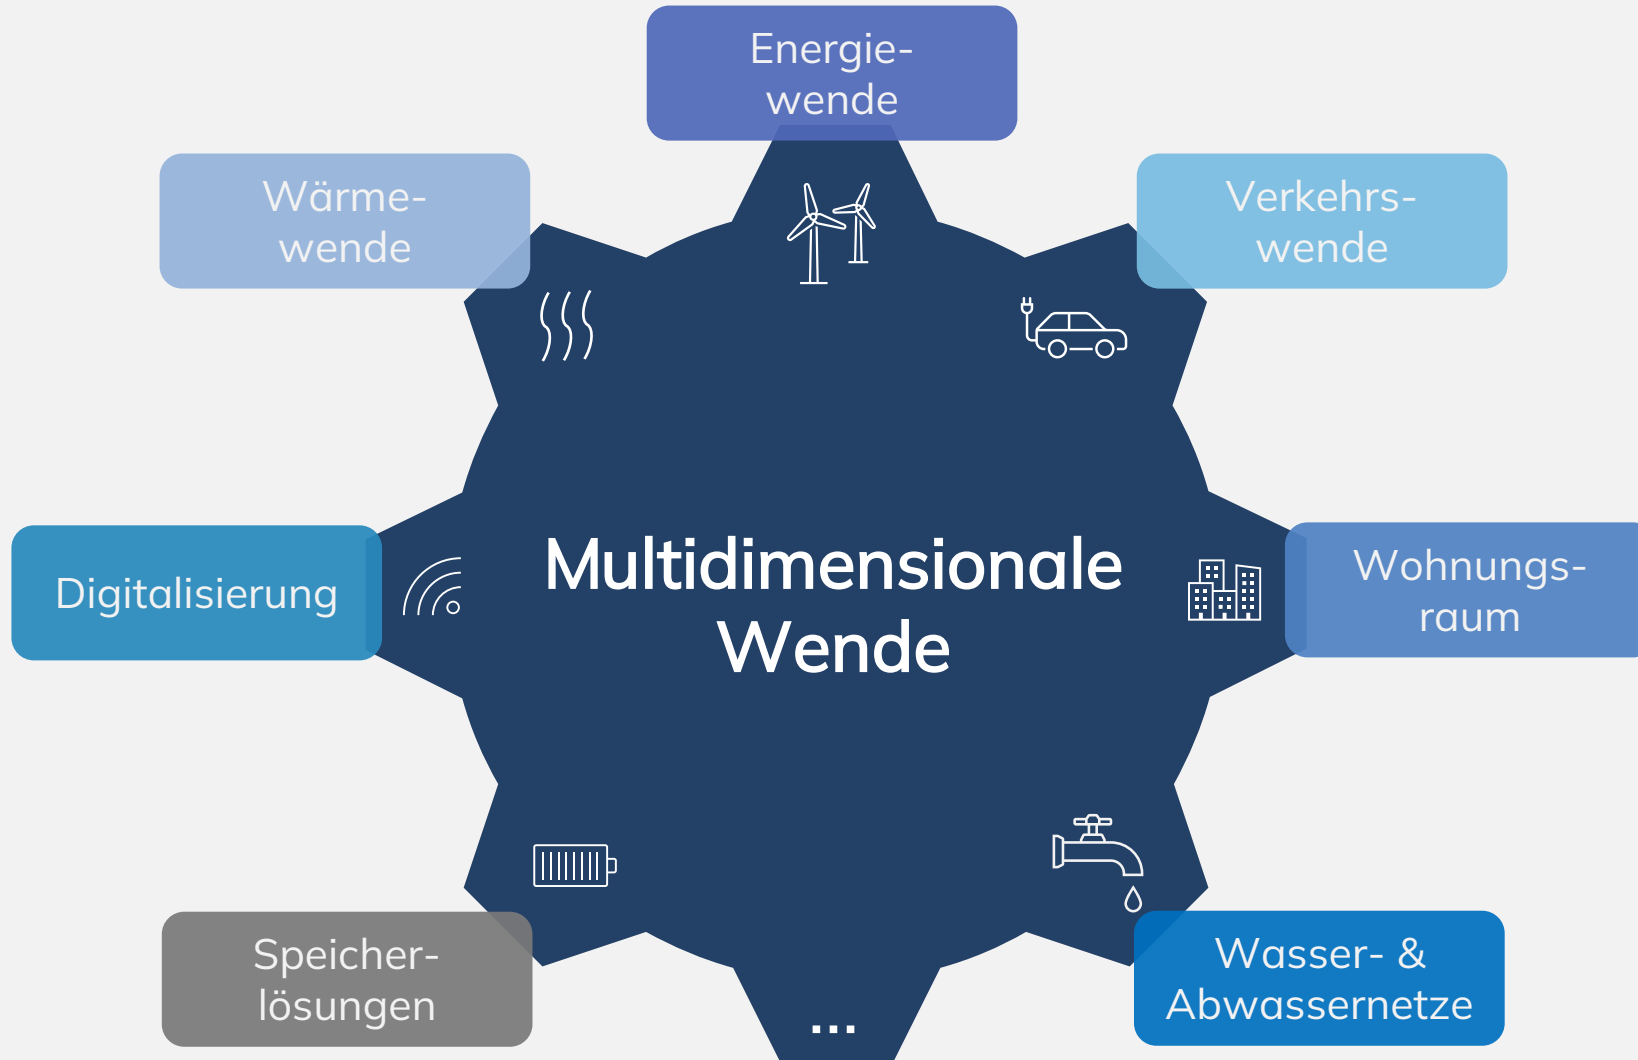 Energie-
wende
Wärme-
wende
Verkehrs-
wende
Digitalisierung
Multidimensionale
Wende
Wohnungs-
raum
Speicher-
lösungen
Wasser- &
Abwassernetze
...